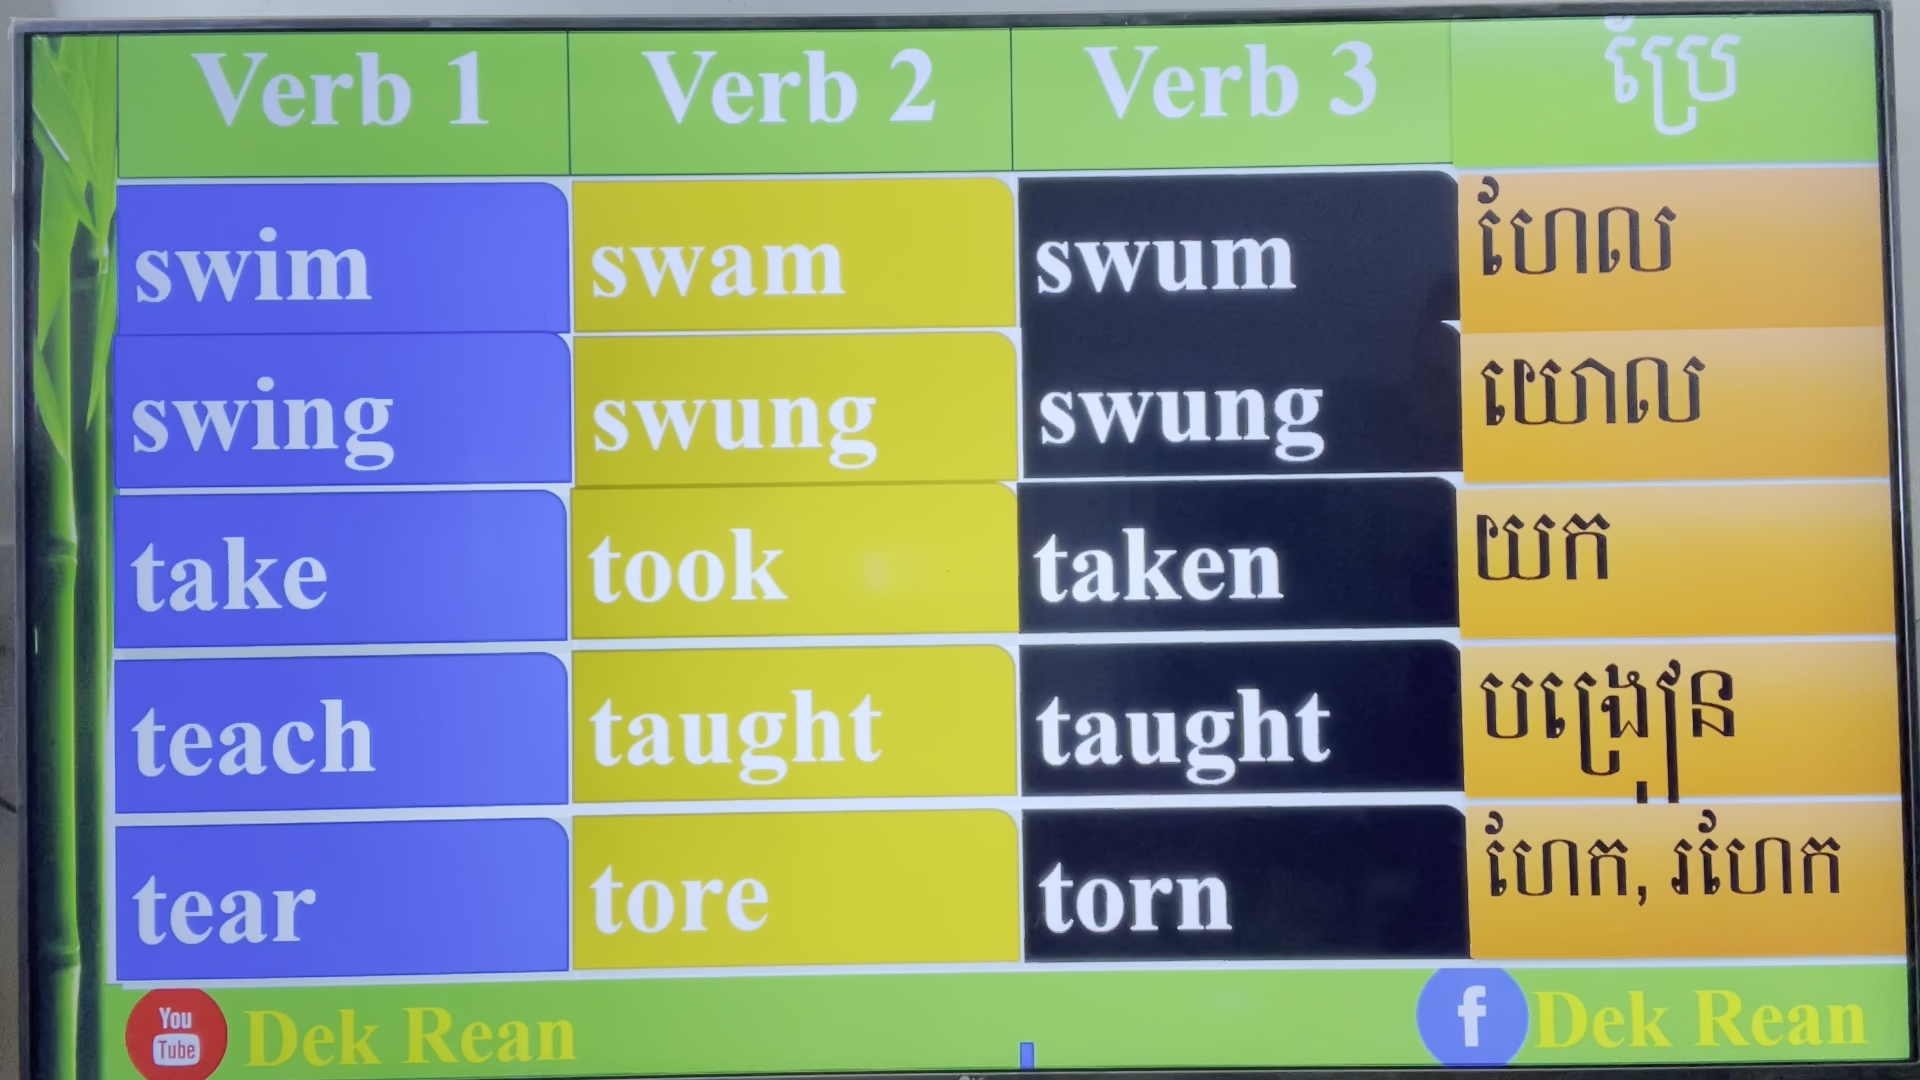 Verb 1 Verb 2 Verb 3 ប្រែ
swim swam swum ហែល
swing swung swung យោល
take took taken យក
teach taught taught បង្រៀន
tear tore torn ហែក, រហែក
You Tube Dek Rean f Dek Rean